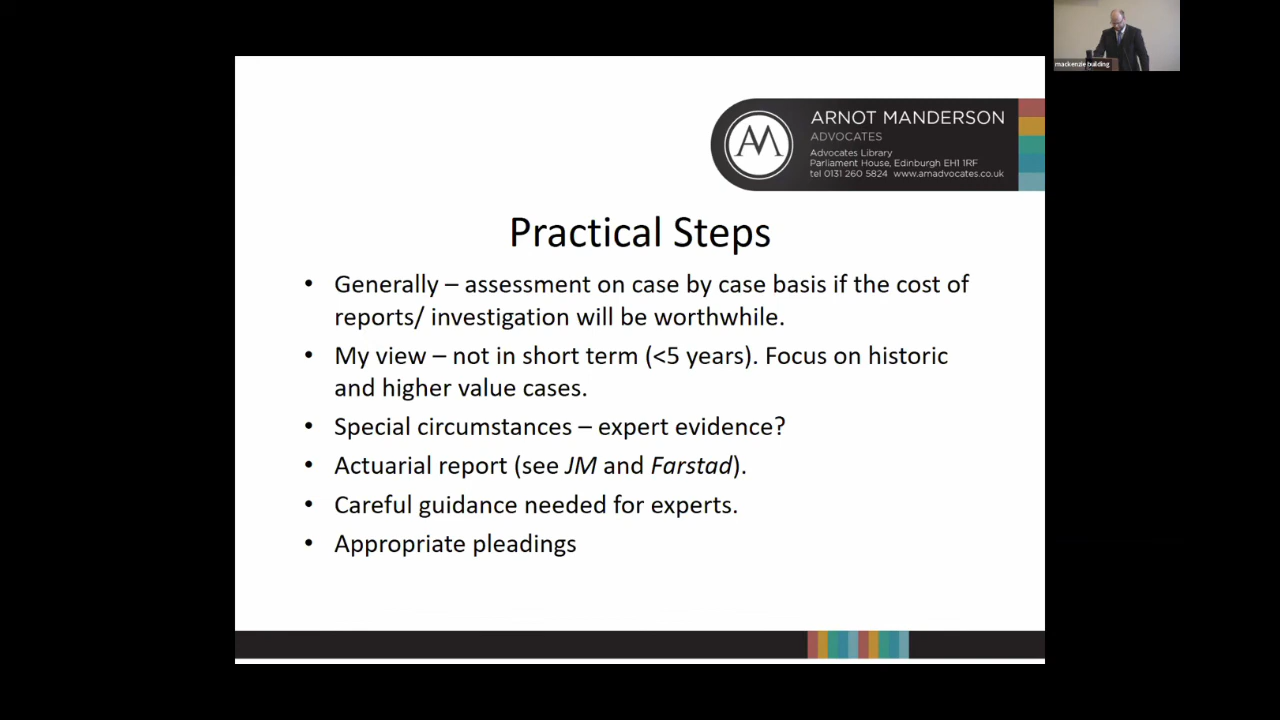 mackenzie building
AM
ARNOT MANDERSON
ADVOCATES
Advocates Library
Parliament House, Edinburgh EH1 1RF
tel 0131 260 5824 www.amadvocates.co.uk
Practical Steps
• Generally – assessment on case by case basis if the cost of
reports/ investigation will be worthwhile.
• My view – not in short term (<5 years). Focus on historic
and higher value cases.
• Special circumstances – expert evidence?
• Actuarial report (see JM and Farstad).
• Careful guidance needed for experts.
• Appropriate pleadings